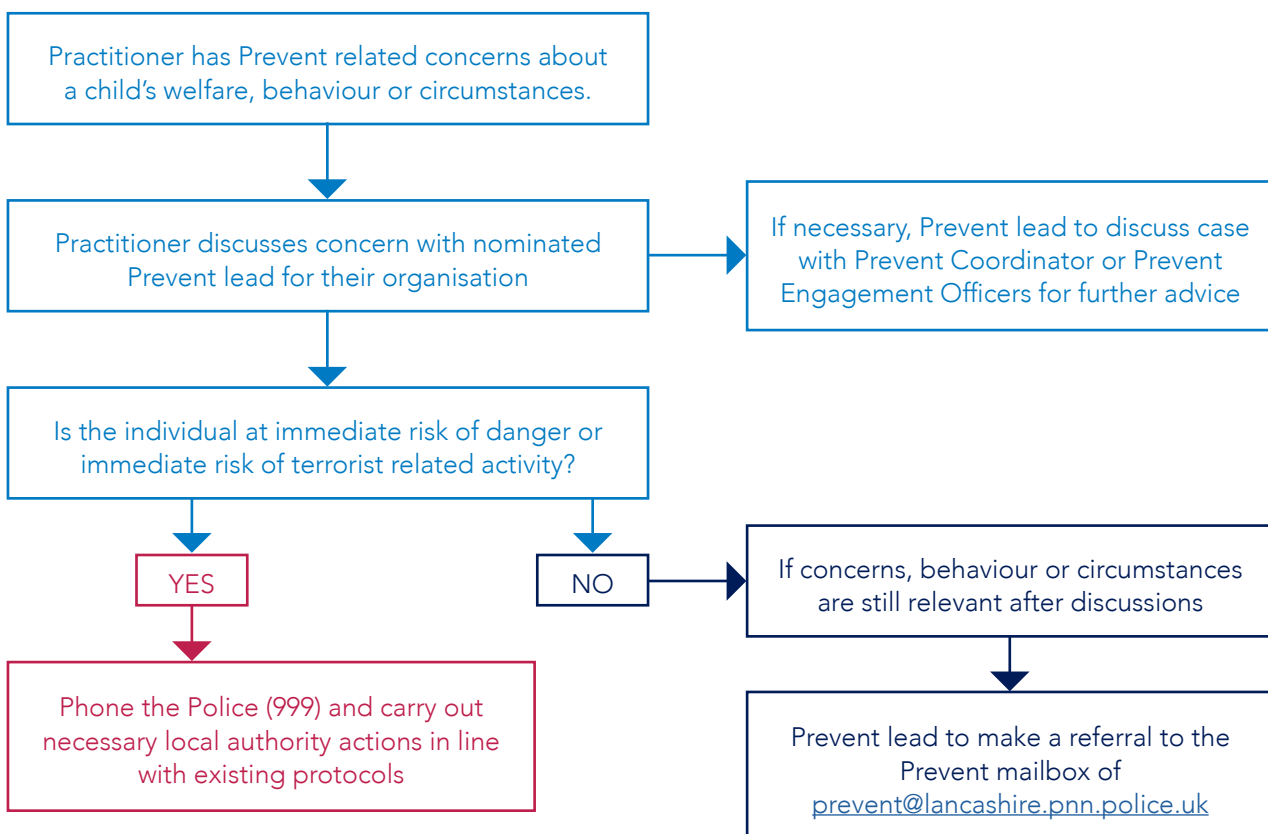 Practitioner has Prevent related concerns about
a child’s welfare, behaviour or circumstances.
Practitioner discusses concern with nominated
Prevent lead for their organisation
If necessary, Prevent lead to discuss case
with Prevent Coordinator or Prevent
Engagement Officers for further advice
Is the individual at immediate risk of danger or
immediate risk of terrorist related activity?
YES
NO
If concerns, behaviour or circumstances
are still relevant after discussions
Phone the Police (999) and carry out
necessary local authority actions in line
with existing protocols
Prevent lead to make a referral to the
Prevent mailbox of
prevent@lancashire.pnn.police.uk